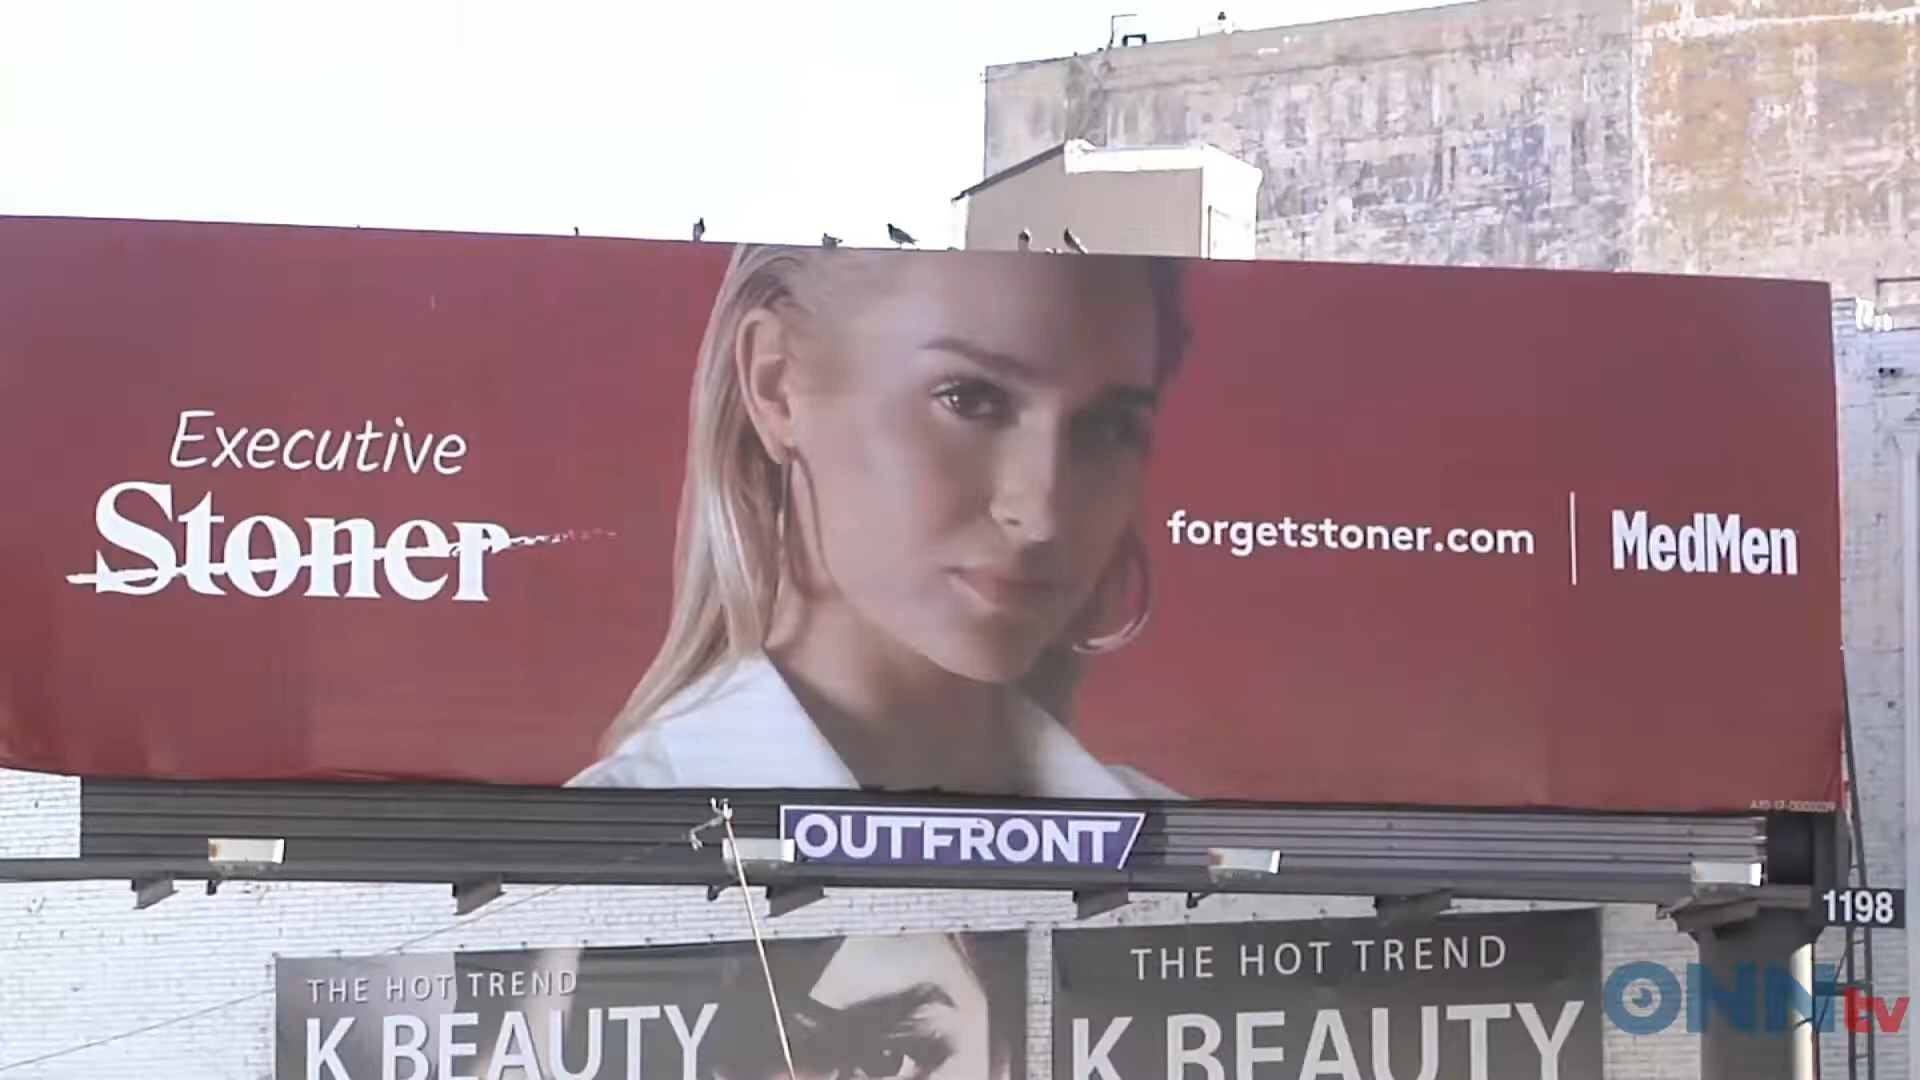 Executive
Stoner
forgetstoner.com | MedMen
OUTFRONT
1198
THE HOT TREND
K BEAUTY
THE HOT TREND
K BEAUTY
ONNtv